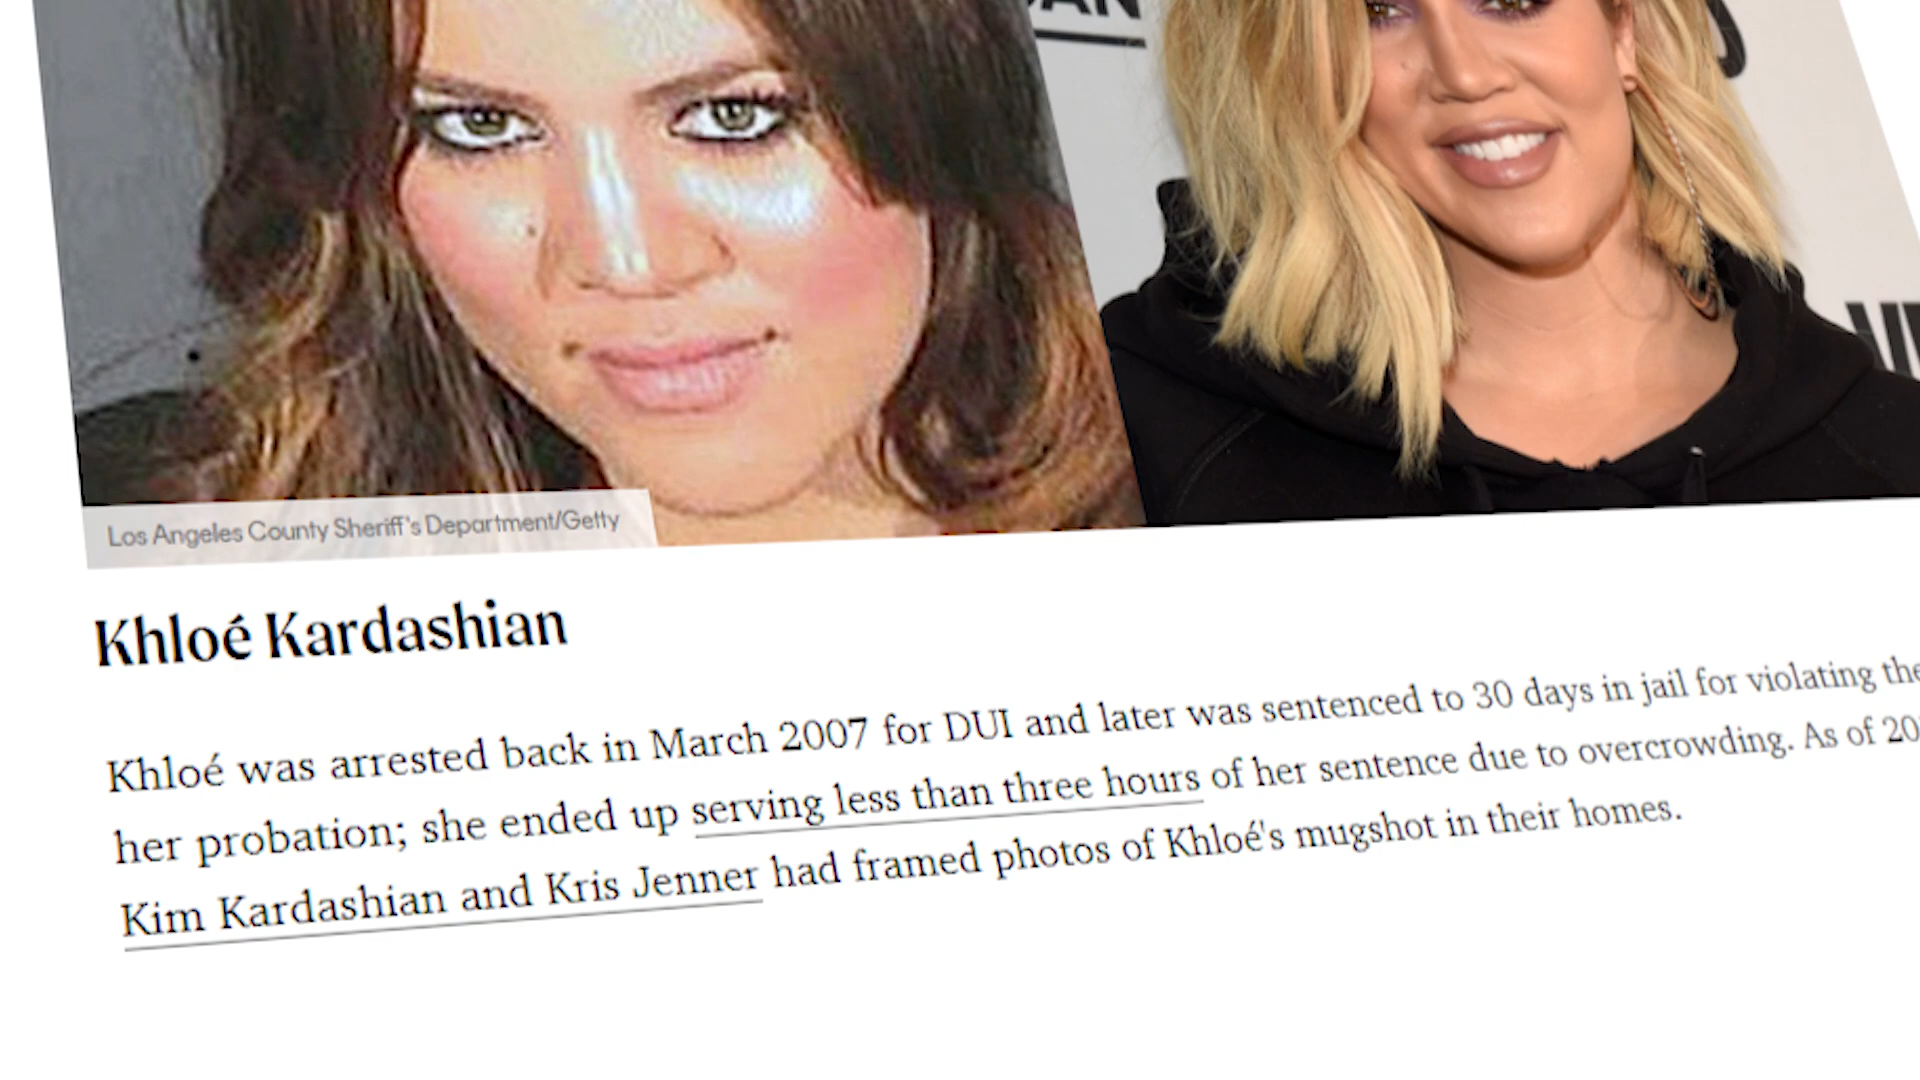 Los Angeles County Sheriff's Department/Getty
Khloé Kardashian
Khloé was arrested back in March 2007 for DUI and later was sentenced to 30 days in jail for violating the
her probation; she ended up serving less than three hours of her sentence due to overcrowding. As of
Kim Kardashian and Kris Jenner had framed photos of Khloé's mugshot in their homes.